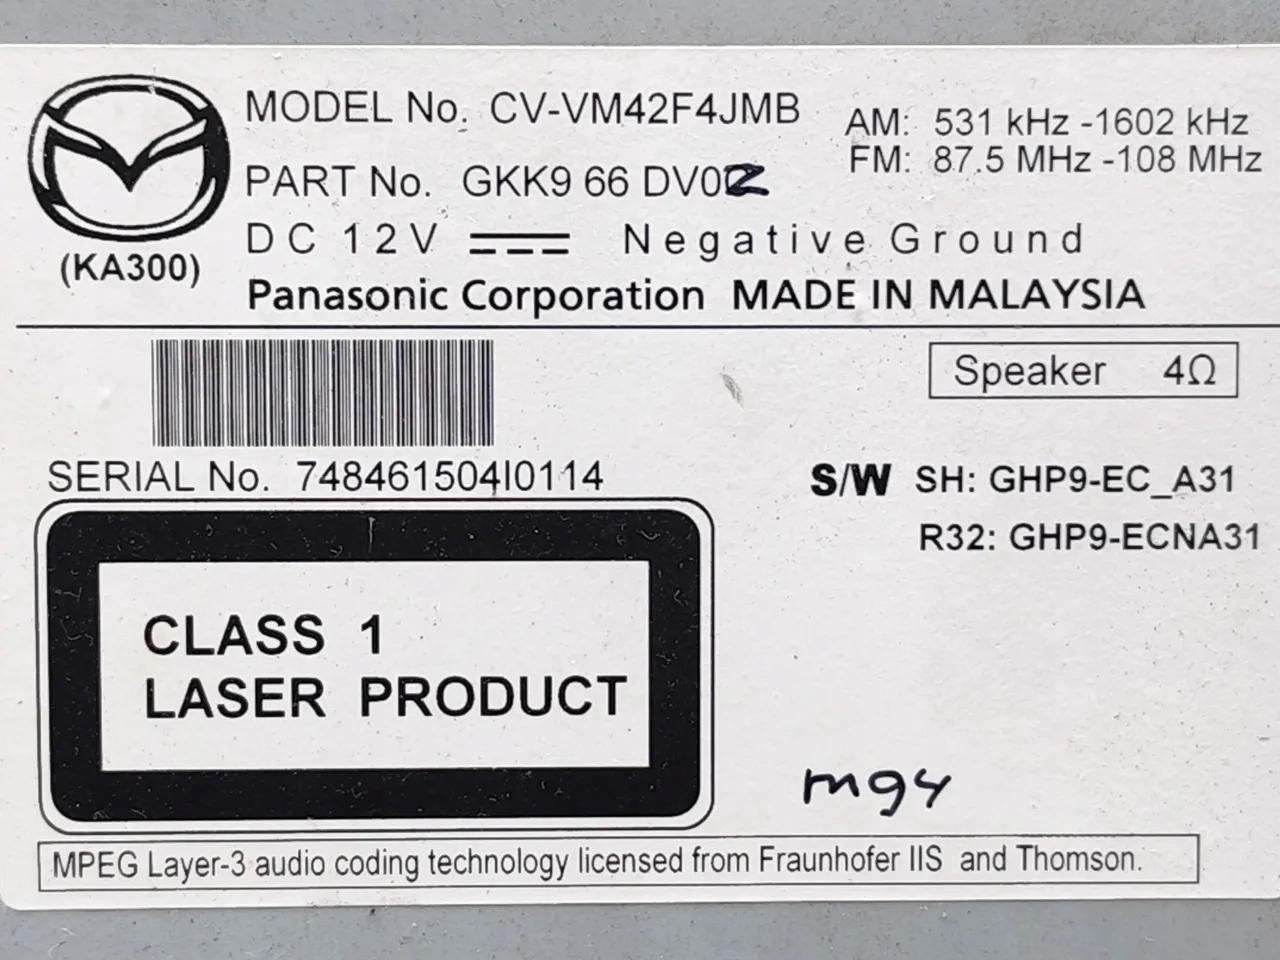 MODEL No. CV-VM42F4JMB
AM: 531 kHz -1602 kHz
FM: 87.5 MHz -108 MHz
PART No. GKK9 66 DV02
DC 12V Negative Ground
(KA300)
Panasonic Corporation MADE IN MALAYSIA
Speaker 4Ω
SERIAL No. 748461504I0114
S/W SH: GHP9-EC_A31
R32: GHP9-ECNA31
CLASS 1
LASER PRODUCT
mg4
MPEG Layer-3 audio coding technology licensed from Fraunhofer IIS and Thomson.